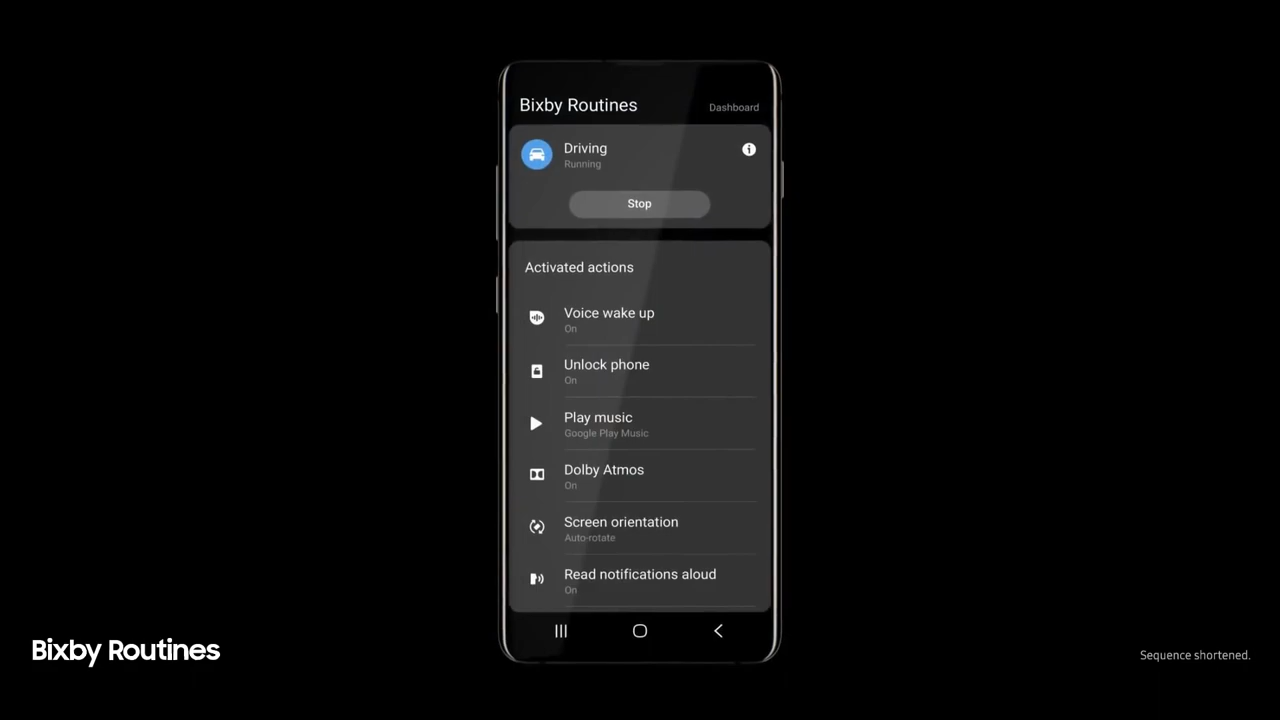 Bixby Routines
Dashboard
Driving
Running
Stop
Activated actions
Voice wake up
On
Unlock phone
On
Play music
Google Play Music
Dolby Atmos
On
Screen orientation
Auto-rotate
Read notifications aloud
On
Bixby Routines
Sequence shortened.